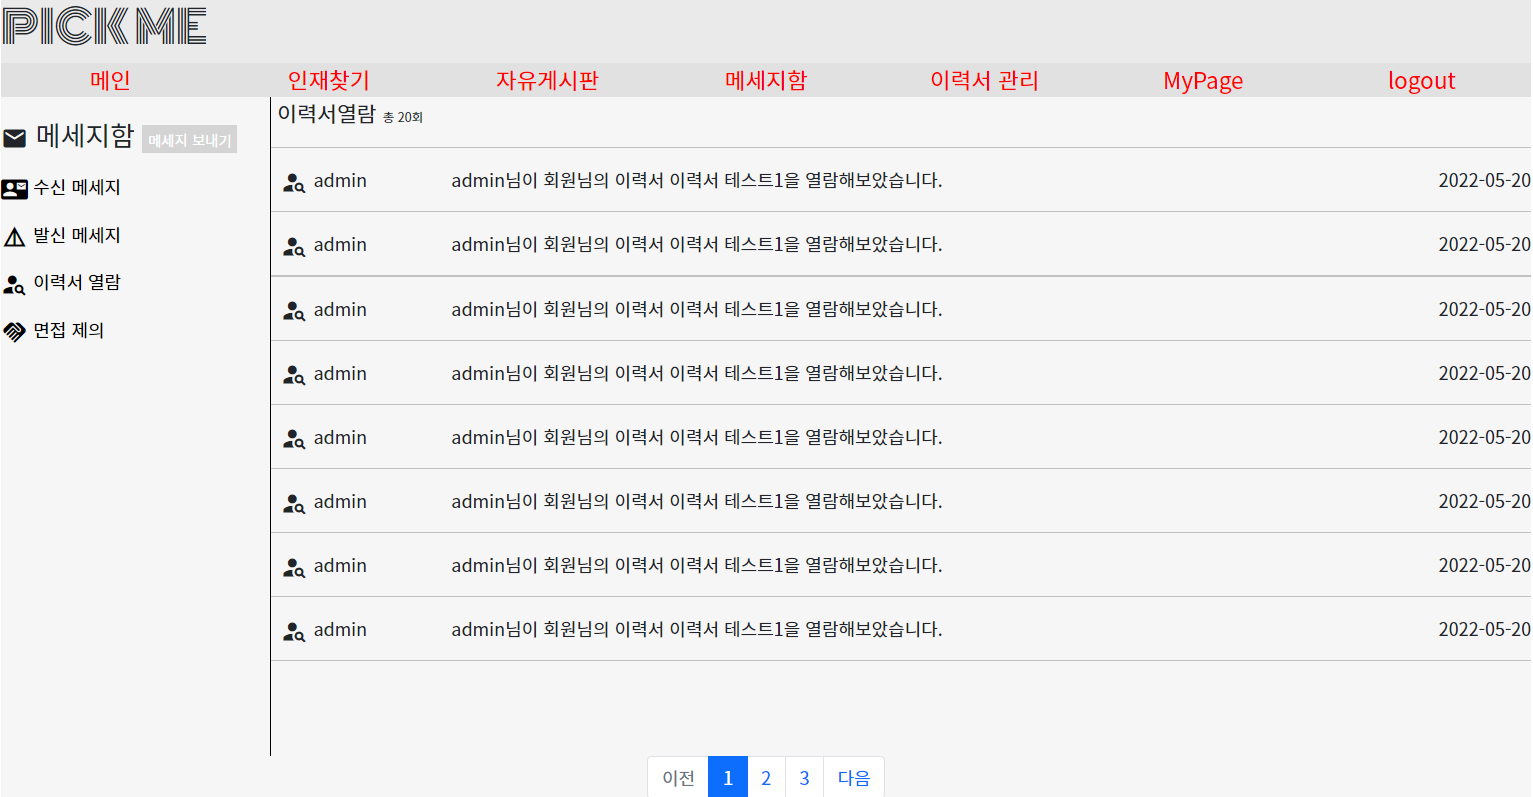 PICK ME
메인 인재찾기 자유게시판 메세지함 이력서 관리 MyPage logout
메세지함 메세지 보내기
수신 메세지
발신 메세지
이력서 열람
면접 제의
이력서열람 총 20회
admin admin님이 회원님의 이력서 이력서 테스트1을 열람해보았습니다. 2022-05-20
admin admin님이 회원님의 이력서 이력서 테스트1을 열람해보았습니다. 2022-05-20
admin admin님이 회원님의 이력서 이력서 테스트1을 열람해보았습니다. 2022-05-20
admin admin님이 회원님의 이력서 이력서 테스트1을 열람해보았습니다. 2022-05-20
admin admin님이 회원님의 이력서 이력서 테스트1을 열람해보았습니다. 2022-05-20
admin admin님이 회원님의 이력서 이력서 테스트1을 열람해보았습니다. 2022-05-20
admin admin님이 회원님의 이력서 이력서 테스트1을 열람해보았습니다. 2022-05-20
admin admin님이 회원님의 이력서 이력서 테스트1을 열람해보았습니다. 2022-05-20
이전 1 2 3 다음